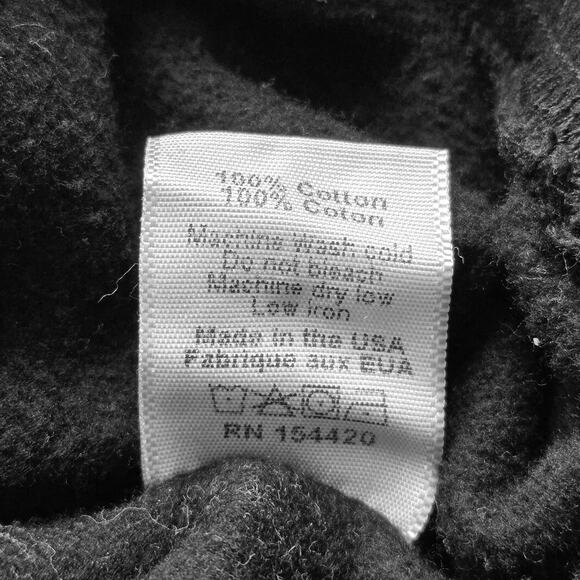 100% Cotton
100% Coton
Machine wash cold
Do not bleach
Machine dry low
Low iron
Made in the USA
Fabrique aux EUA
RN 154420